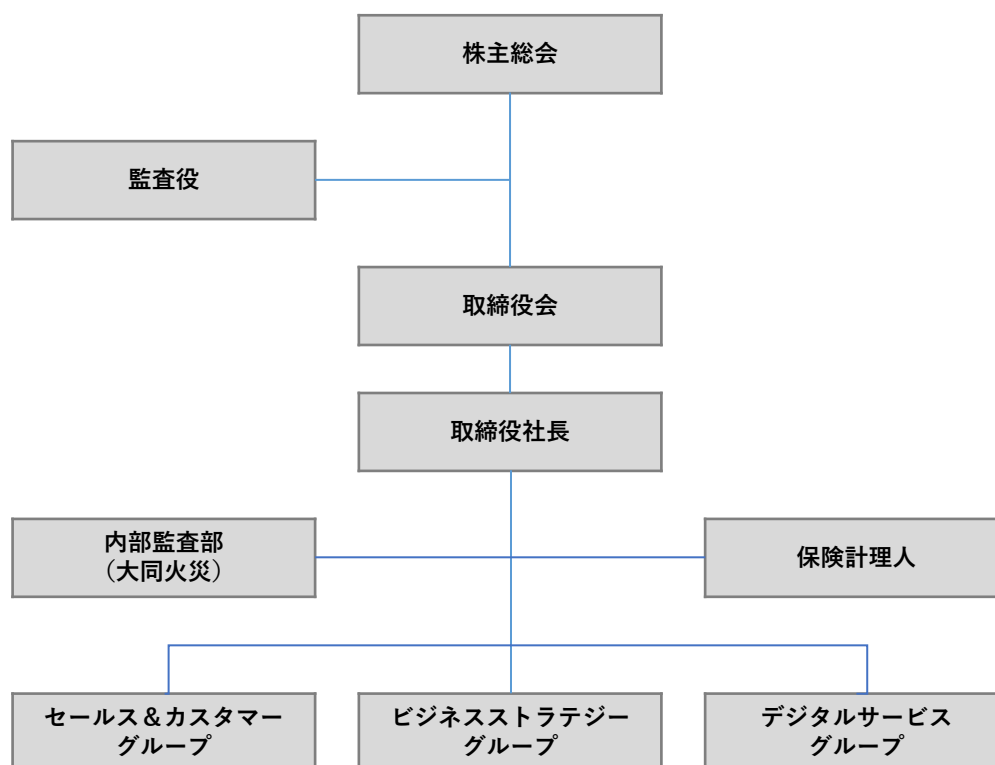 株主総会
監査役
取締役会
取締役社長
内部監査部
（大同火災）
保険計理人
セールス＆カスタマー
グループ
ビジネスストラテジー
グループ
デジタルサービス
グループ